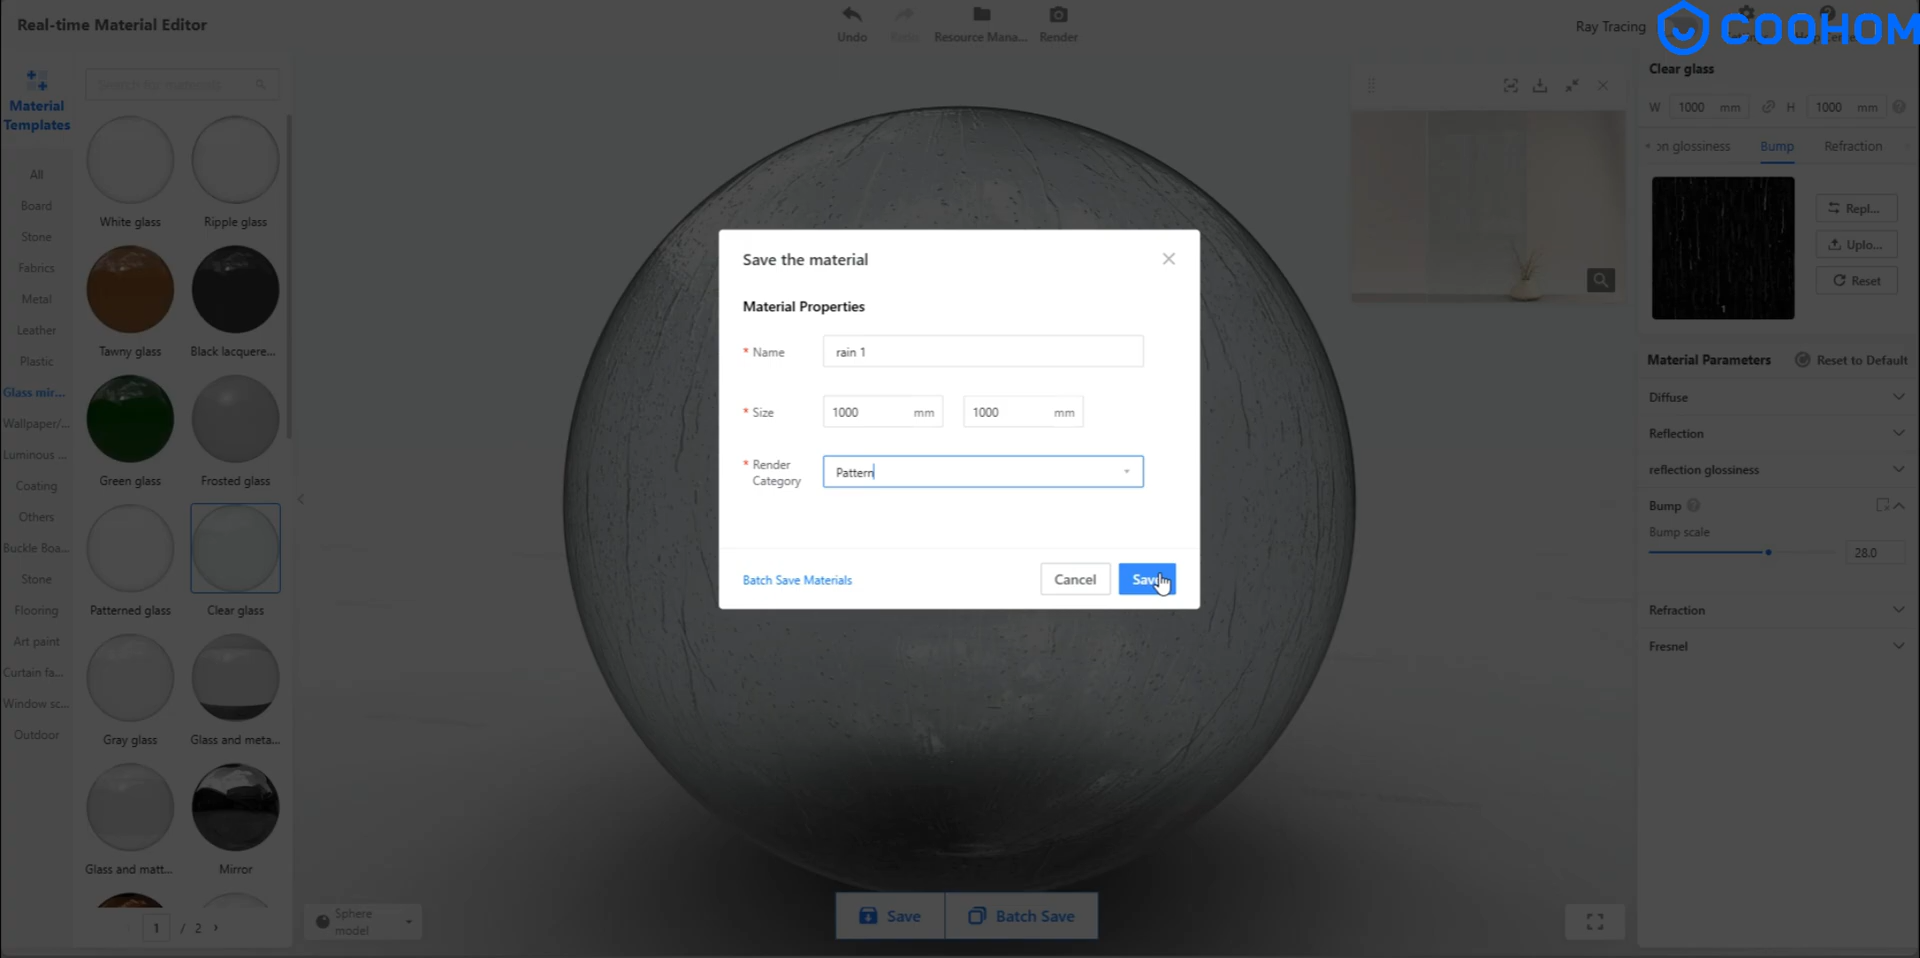 Real-time Material Editor
Undo
Resource Mana...
Render
Ray Tracing
COOHOM
Material
Templates
Search for materials
All
Board
Stone
Fabrics
Metal
Leather
Plastic
Glass mir...
Wallpaper/...
Luminous ...
Coating
Others
Buckle Boa...
Stone
Flooring
Art paint
Curtain fa...
Window sc...
Outdoor
White glass
Ripple glass
Tawny glass
Black lacquere...
Green glass
Frosted glass
Patterned glass
Clear glass
Gray glass
Glass and meta...
Glass and matt...
Mirror
1 / 2 >
Sphere
model
Save the material
Material Properties
* Name
rain 1
* Size
1000 mm
1000 mm
* Render
Category
Pattern
Batch Save Materials
Cancel
Save
Save
Batch Save
Clear glass
W 1000 mm H 1000 mm
on glossiness
Bump
Refraction
1
Repl...
Uplo...
Reset
Material Parameters
Reset to Default
Diffuse
Reflection
reflection glossiness
Bump
Bump scale
28.0
Refraction
Fresnel